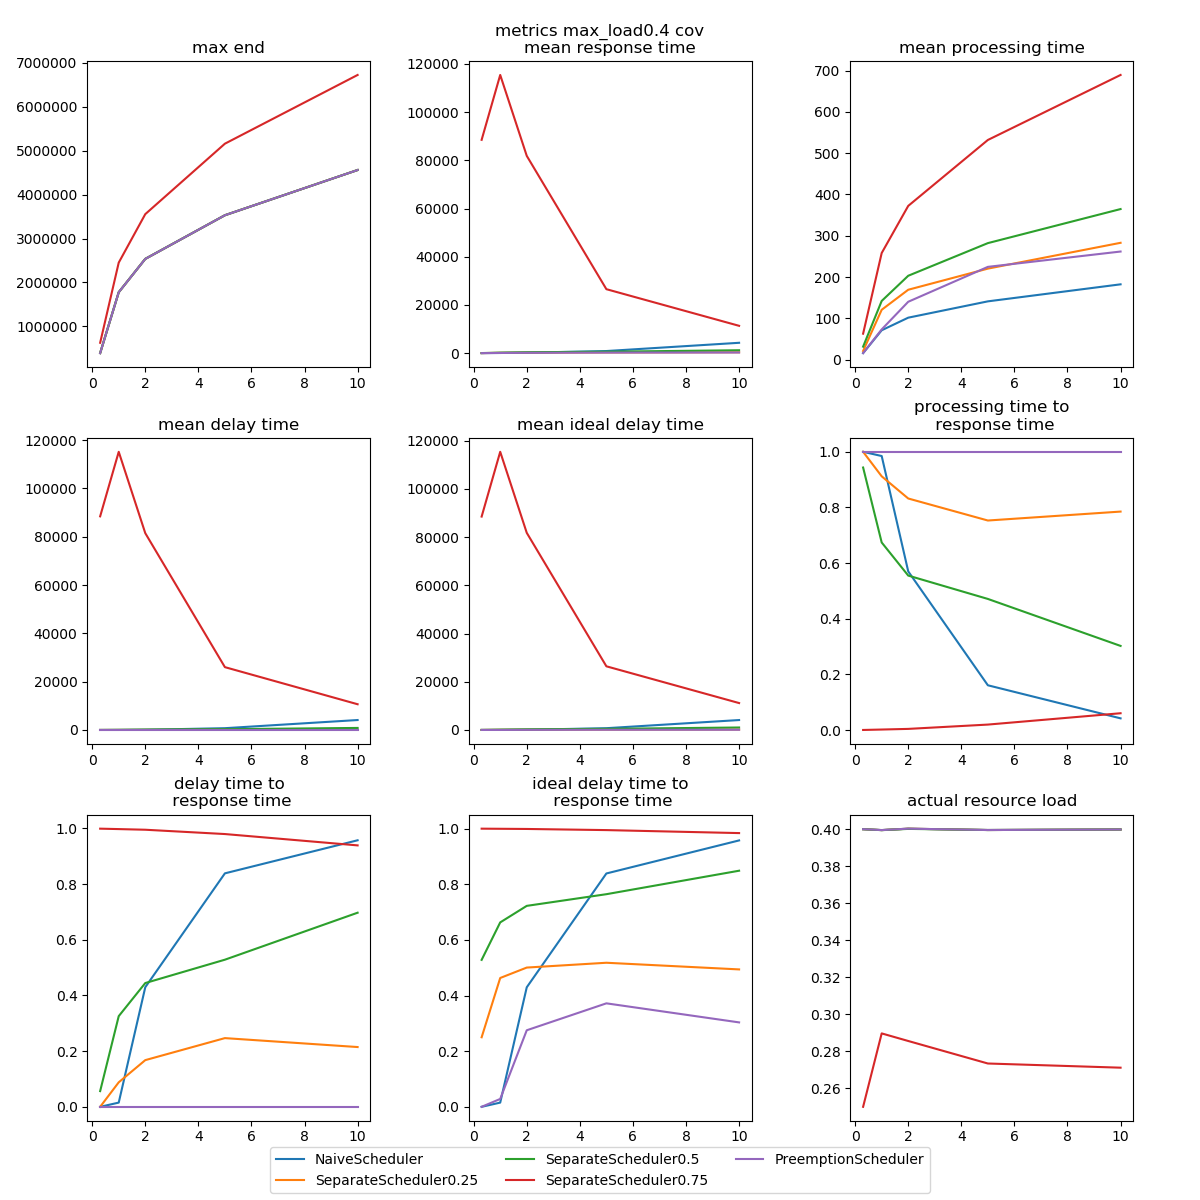 metrics max_load0.4 cov
max end
mean response time
mean processing time
7000000
6000000
5000000
4000000
3000000
2000000
1000000
0 2 4 6 8 10
120000
100000
80000
60000
40000
20000
0
0 2 4 6 8 10
700
600
500
400
300
200
100
0
0 2 4 6 8 10
mean delay time
mean ideal delay time
processing time to
response time
120000
100000
80000
60000
40000
20000
0
0 2 4 6 8 10
120000
100000
80000
60000
40000
20000
0
0 2 4 6 8 10
1.0
0.8
0.6
0.4
0.2
0.0
0 2 4 6 8 10
delay time to
response time
ideal delay time to
response time
actual resource load
1.0
0.8
0.6
0.4
0.2
0.0
0 2 4 6 8 10
1.0
0.8
0.6
0.4
0.2
0.0
0 2 4 6 8 10
0.40
0.38
0.36
0.34
0.32
0.30
0.28
0.26
0 2 4 6 8 10
NaiveScheduler
SeparateScheduler0.25
SeparateScheduler0.5
SeparateScheduler0.75
PreemptionScheduler